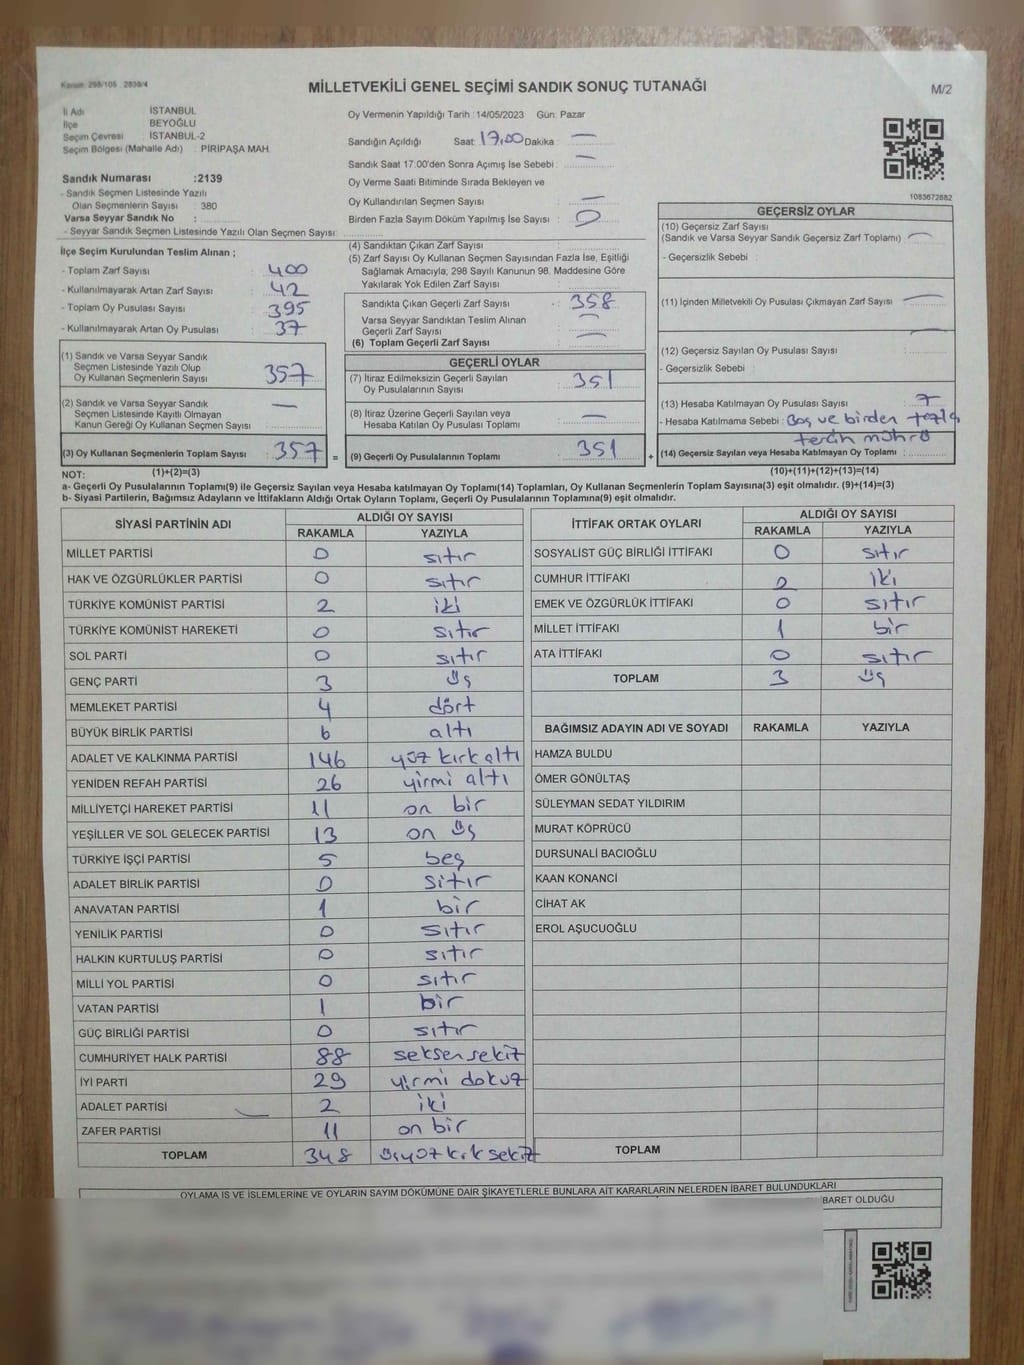 Kanun: 298/105 2839/4
MİLLETVEKİLİ GENEL SEÇİMİ SANDIK SONUÇ TUTANAĞI
M/2
İl Adı : İSTANBUL
İlçe : BEYOĞLU
Seçim Çevresi : İSTANBUL-2
Seçim Bölgesi (Mahalle Adı) : PİRİPAŞA MAH.
Sandık Numarası :2139
- Sandık Seçmen Listesinde Yazılı
Olan Seçmenlerin Sayısı : 380
Varsa Seyyar Sandık No :
- Seyyar Sandık Seçmen Listesinde Yazılı Olan Seçmen Sayısı:
Oy Vermenin Yapıldığı Tarih : 14/05/2023 Gün: Pazar
Sandığın Açıldığı Saat: 17,00 Dakika : —
Sandık Saat 17:00'den Sonra Açımış İse Sebebi : —
Oy Verme Saati Bitiminde Sırada Bekleyen ve
Oy Kullandırılan Seçmen Sayısı : —
Birden Fazla Sayım Döküm Yapılmış İse Sayısı : 0
1083672882
İlçe Seçim Kurulundan Teslim Alınan ;
- Toplam Zarf Sayısı : 400
- Kullanılmayarak Artan Zarf Sayısı : 42
- Toplam Oy Pusulası Sayısı : 395
- Kullanılmayarak Artan Oy Pusulası : 37
(4) Sandıktan Çıkan Zarf Sayısı :
(5) Zarf Sayısı Oy Kullanan Seçmen Sayısından Fazla İse, Eşitliği
Sağlamak Amacıyla, 298 Sayılı Kanunun 98. Maddesine Göre
Yakılarak Yok Edilen Zarf Sayısı :
Sandıkta Çıkan Geçerli Zarf Sayısı : 358
Varsa Seyyar Sandıktan Teslim Alınan
Geçerli Zarf Sayısı : —
(6) Toplam Geçerli Zarf Sayısı : —
GEÇERSİZ OYLAR
(10) Geçersiz Zarf Sayısı
(Sandık ve Varsa Seyyar Sandık Geçersiz Zarf Toplamı) : —
- Geçersizlik Sebebi :
(11) İçinden Milletvekili Oy Pusulası Çıkmayan Zarf Sayısı : —
(12) Geçersiz Sayılan Oy Pusulası Sayısı : —
- Geçersizlik Sebebi :
(13) Hesaba Katılmayan Oy Pusulası Sayısı : 7
- Hesaba Katılmama Sebebi : Boş ve birden fazla
tercih mührü
(14) Geçersiz Sayılan veya Hesaba Katılmayan Oy Toplamı :
(1) Sandık ve Varsa Seyyar Sandık
Seçmen Listesinde Yazılı Olup
Oy Kullanan Seçmenlerin Sayısı : 357
(2) Sandık ve Varsa Seyyar Sandık
Seçmen Listesinde Kayıtlı Olmayan
Kanun Gereği Oy Kullanan Seçmen Sayısı : —
(3) Oy Kullanan Seçmenlerin Toplam Sayısı : 357 =
GEÇERLİ OYLAR
(7) İtiraz Edilmeksizin Geçerli Sayılan
Oy Pusulalarının Sayısı : 351
(8) İtiraz Üzerine Geçerli Sayılan veya
Hesaba Katılan Oy Pusulası Toplamı : —
(9) Geçerli Oy Pusulalarının Toplamı : 351 +
NOT: (1)+(2)=(3) (10)+(11)+(12)+(13)=(14)
a- Geçerli Oy Pusulalarının Toplamı(9) ile Geçersiz Sayılan veya Hesaba katılmayan Oy Toplamı(14) Toplamları, Oy Kullanan Seçmenlerin Toplam Sayısına(3) eşit olmalıdır. (9)+(14)=(3)
b- Siyasi Partilerin, Bağımsız Adayların ve İttifakların Aldığı Ortak Oyların Toplamı, Geçerli Oy Pusulalarının Toplamına(9) eşit olmalıdır.
SİYASİ PARTİNİN ADI ALDIĞI OY SAYISI
RAKAMLA YAZIYLA
MİLLET PARTİSİ 0 sıfır
HAK VE ÖZGÜRLÜKLER PARTİSİ 0 sıfır
TÜRKİYE KOMÜNİST PARTİSİ 2 iki
TÜRKİYE KOMÜNİST HAREKETİ 0 sıfır
SOL PARTİ 0 sıfır
GENÇ PARTİ 3 üç
MEMLEKET PARTİSİ 4 dört
BÜYÜK BİRLİK PARTİSİ 6 altı
ADALET VE KALKINMA PARTİSİ 146 yüz kırk altı
YENİDEN REFAH PARTİSİ 26 yirmi altı
MİLLİYETÇİ HAREKET PARTİSİ 11 on bir
YEŞİLLER VE SOL GELECEK PARTİSİ 13 on üç
TÜRKİYE İŞÇİ PARTİSİ 5 beş
ADALET BİRLİK PARTİSİ 0 sıfır
ANAVATAN PARTİSİ 1 bir
YENİLİK PARTİSİ 0 sıfır
HALKIN KURTULUŞ PARTİSİ 0 sıfır
MİLLİ YOL PARTİSİ 0 sıfır
VATAN PARTİSİ 1 bir
GÜÇ BİRLİĞİ PARTİSİ 0 sıfır
CUMHURİYET HALK PARTİSİ 88 seksen sekiz
İYİ PARTİ 29 yirmi dokuz
ADALET PARTİSİ 2 iki
ZAFER PARTİSİ 11 on bir
TOPLAM 348 üçyüz kırk sekiz
İTTİFAK ORTAK OYLARI ALDIĞI OY SAYISI
RAKAMLA YAZIYLA
SOSYALİST GÜÇ BİRLİĞİ İTTİFAKI 0 sıfır
CUMHUR İTTİFAKI 2 iki
EMEK VE ÖZGÜRLÜK İTTİFAKI 0 sıfır
MİLLET İTTİFAKI 1 bir
ATA İTTİFAKI 0 sıfır
TOPLAM 3 üç
BAĞIMSIZ ADAYIN ADI VE SOYADI RAKAMLA YAZIYLA
HAMZA BULDU
ÖMER GÖNÜLTAŞ
SÜLEYMAN SEDAT YILDIRIM
MURAT KÖPRÜCÜ
DURSUNALİ BACIOĞLU
KAAN KONANCİ
CİHAT AK
EROL AŞUCUOĞLU
TOPLAM
OYLAMA İŞ VE İŞLEMLERİNE VE OYLARIN SAYIM DÖKÜMÜNE DAİR ŞİKAYETLERLE BUNLARA AİT KARARLARIN NELERDEN İBARET BULUNDUKLARI
İBARET OLDUĞU